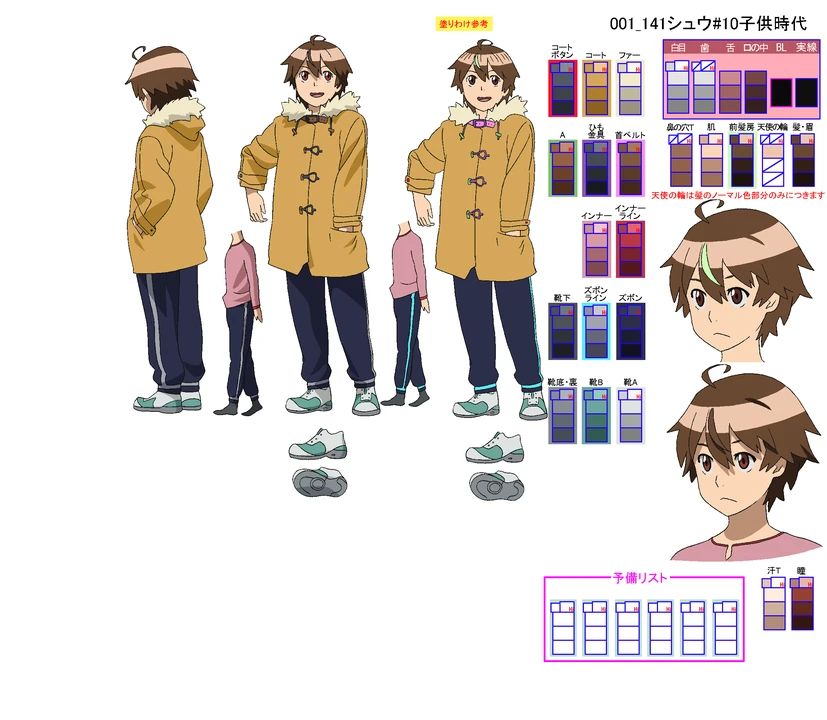 塗りわけ参考
001_141シュウ#10子供時代
コート
ボタン
コート
ファー
白目
歯
舌
口の中
BL
実線
A
ひも
金具
首ベルト
鼻の穴T
肌
前髪房
天使の輪
髪・眉
天使の輪は髪のノーマル色部分のみにつきます
インナー
インナー
ライン
靴下
ズボン
ライン
ズボン
靴底・裏
靴B
靴A
予備リスト
汗T
瞳